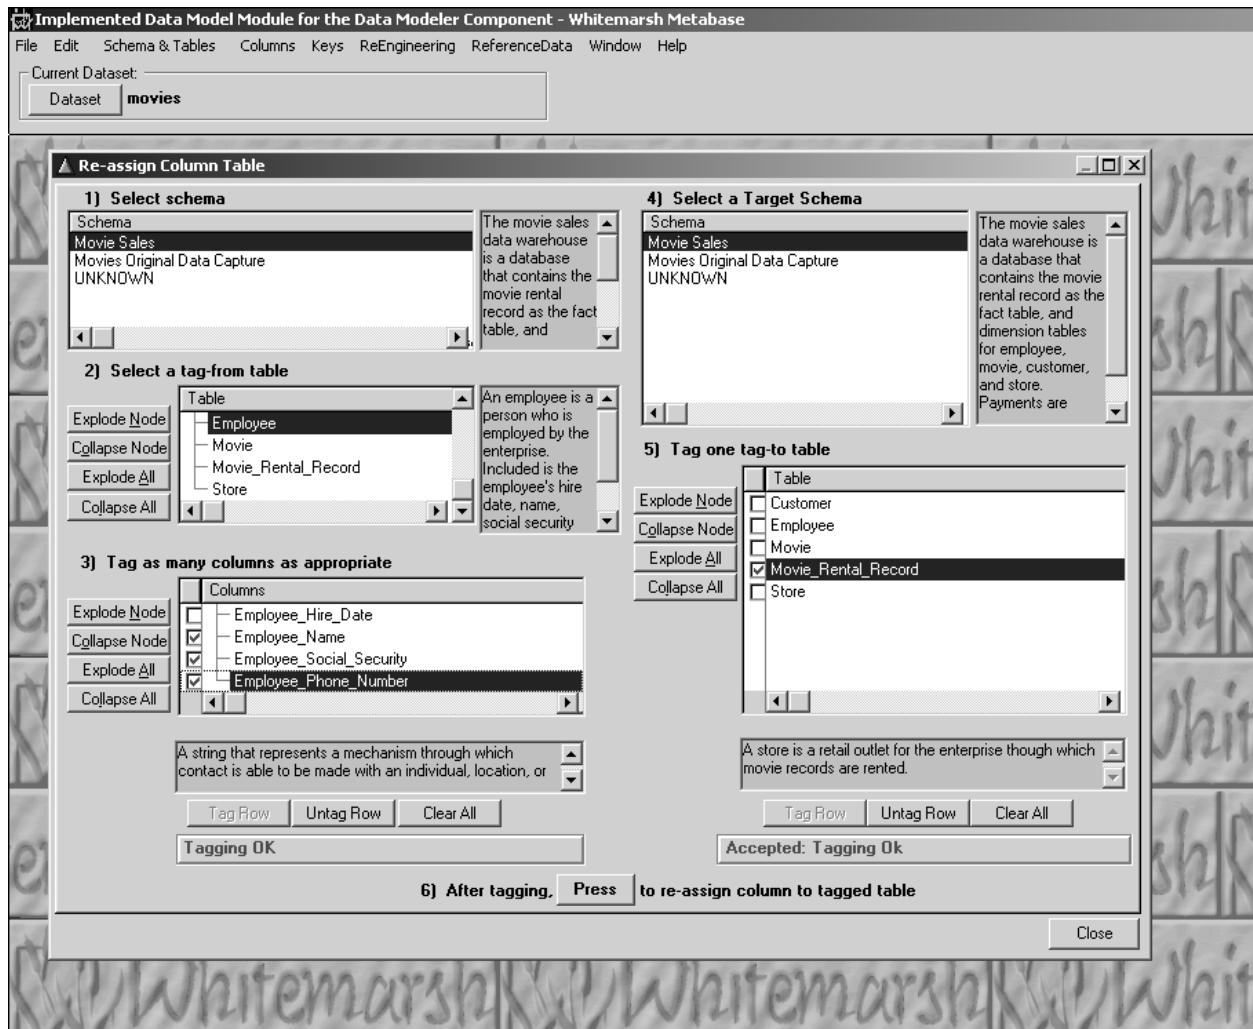 Implemented Data Model Module for the Data Modeler Component - Whitemarsh Metabase
File Edit Schema & Tables Columns Keys ReEngineering ReferenceData Window Help
Current Dataset:
Dataset movies
Re-assign Column Table
1) Select schema
Schema
Movie Sales
Movies Original Data Capture
UNKNOWN
The movie sales
data warehouse
is a database
that contains the
movie rental
record as the fact
table, and
2) Select a tag-from table
Explode Node
Collapse Node
Explode All
Collapse All
Table
Employee
Movie
Movie_Rental_Record
Store
An employee is a
person who is
employed by the
enterprise.
Included is the
employee's hire
date, name,
social security
3) Tag as many columns as appropriate
Explode Node
Collapse Node
Explode All
Collapse All
Columns
Employee_Hire_Date
Employee_Name
Employee_Social_Security
Employee_Phone_Number
A string that represents a mechanism through which
contact is able to be made with an individual, location, or
Tag Row Untag Row Clear All
Tagging OK
4) Select a Target Schema
Schema
Movie Sales
Movies Original Data Capture
UNKNOWN
The movie sales
data warehouse is
a database that
contains the movie
rental record as the
fact table, and
dimension tables
for employee,
movie, customer,
and store.
Payments are
5) Tag one tag-to table
Explode Node
Collapse Node
Explode All
Collapse All
Table
Customer
Employee
Movie
Movie_Rental_Record
Store
A store is a retail outlet for the enterprise though which
movie records are rented.
Tag Row Untag Row Clear All
Accepted: Tagging Ok
6) After tagging, Press to re-assign column to tagged table
Close
Whitemarsh Whitemarsh Whit